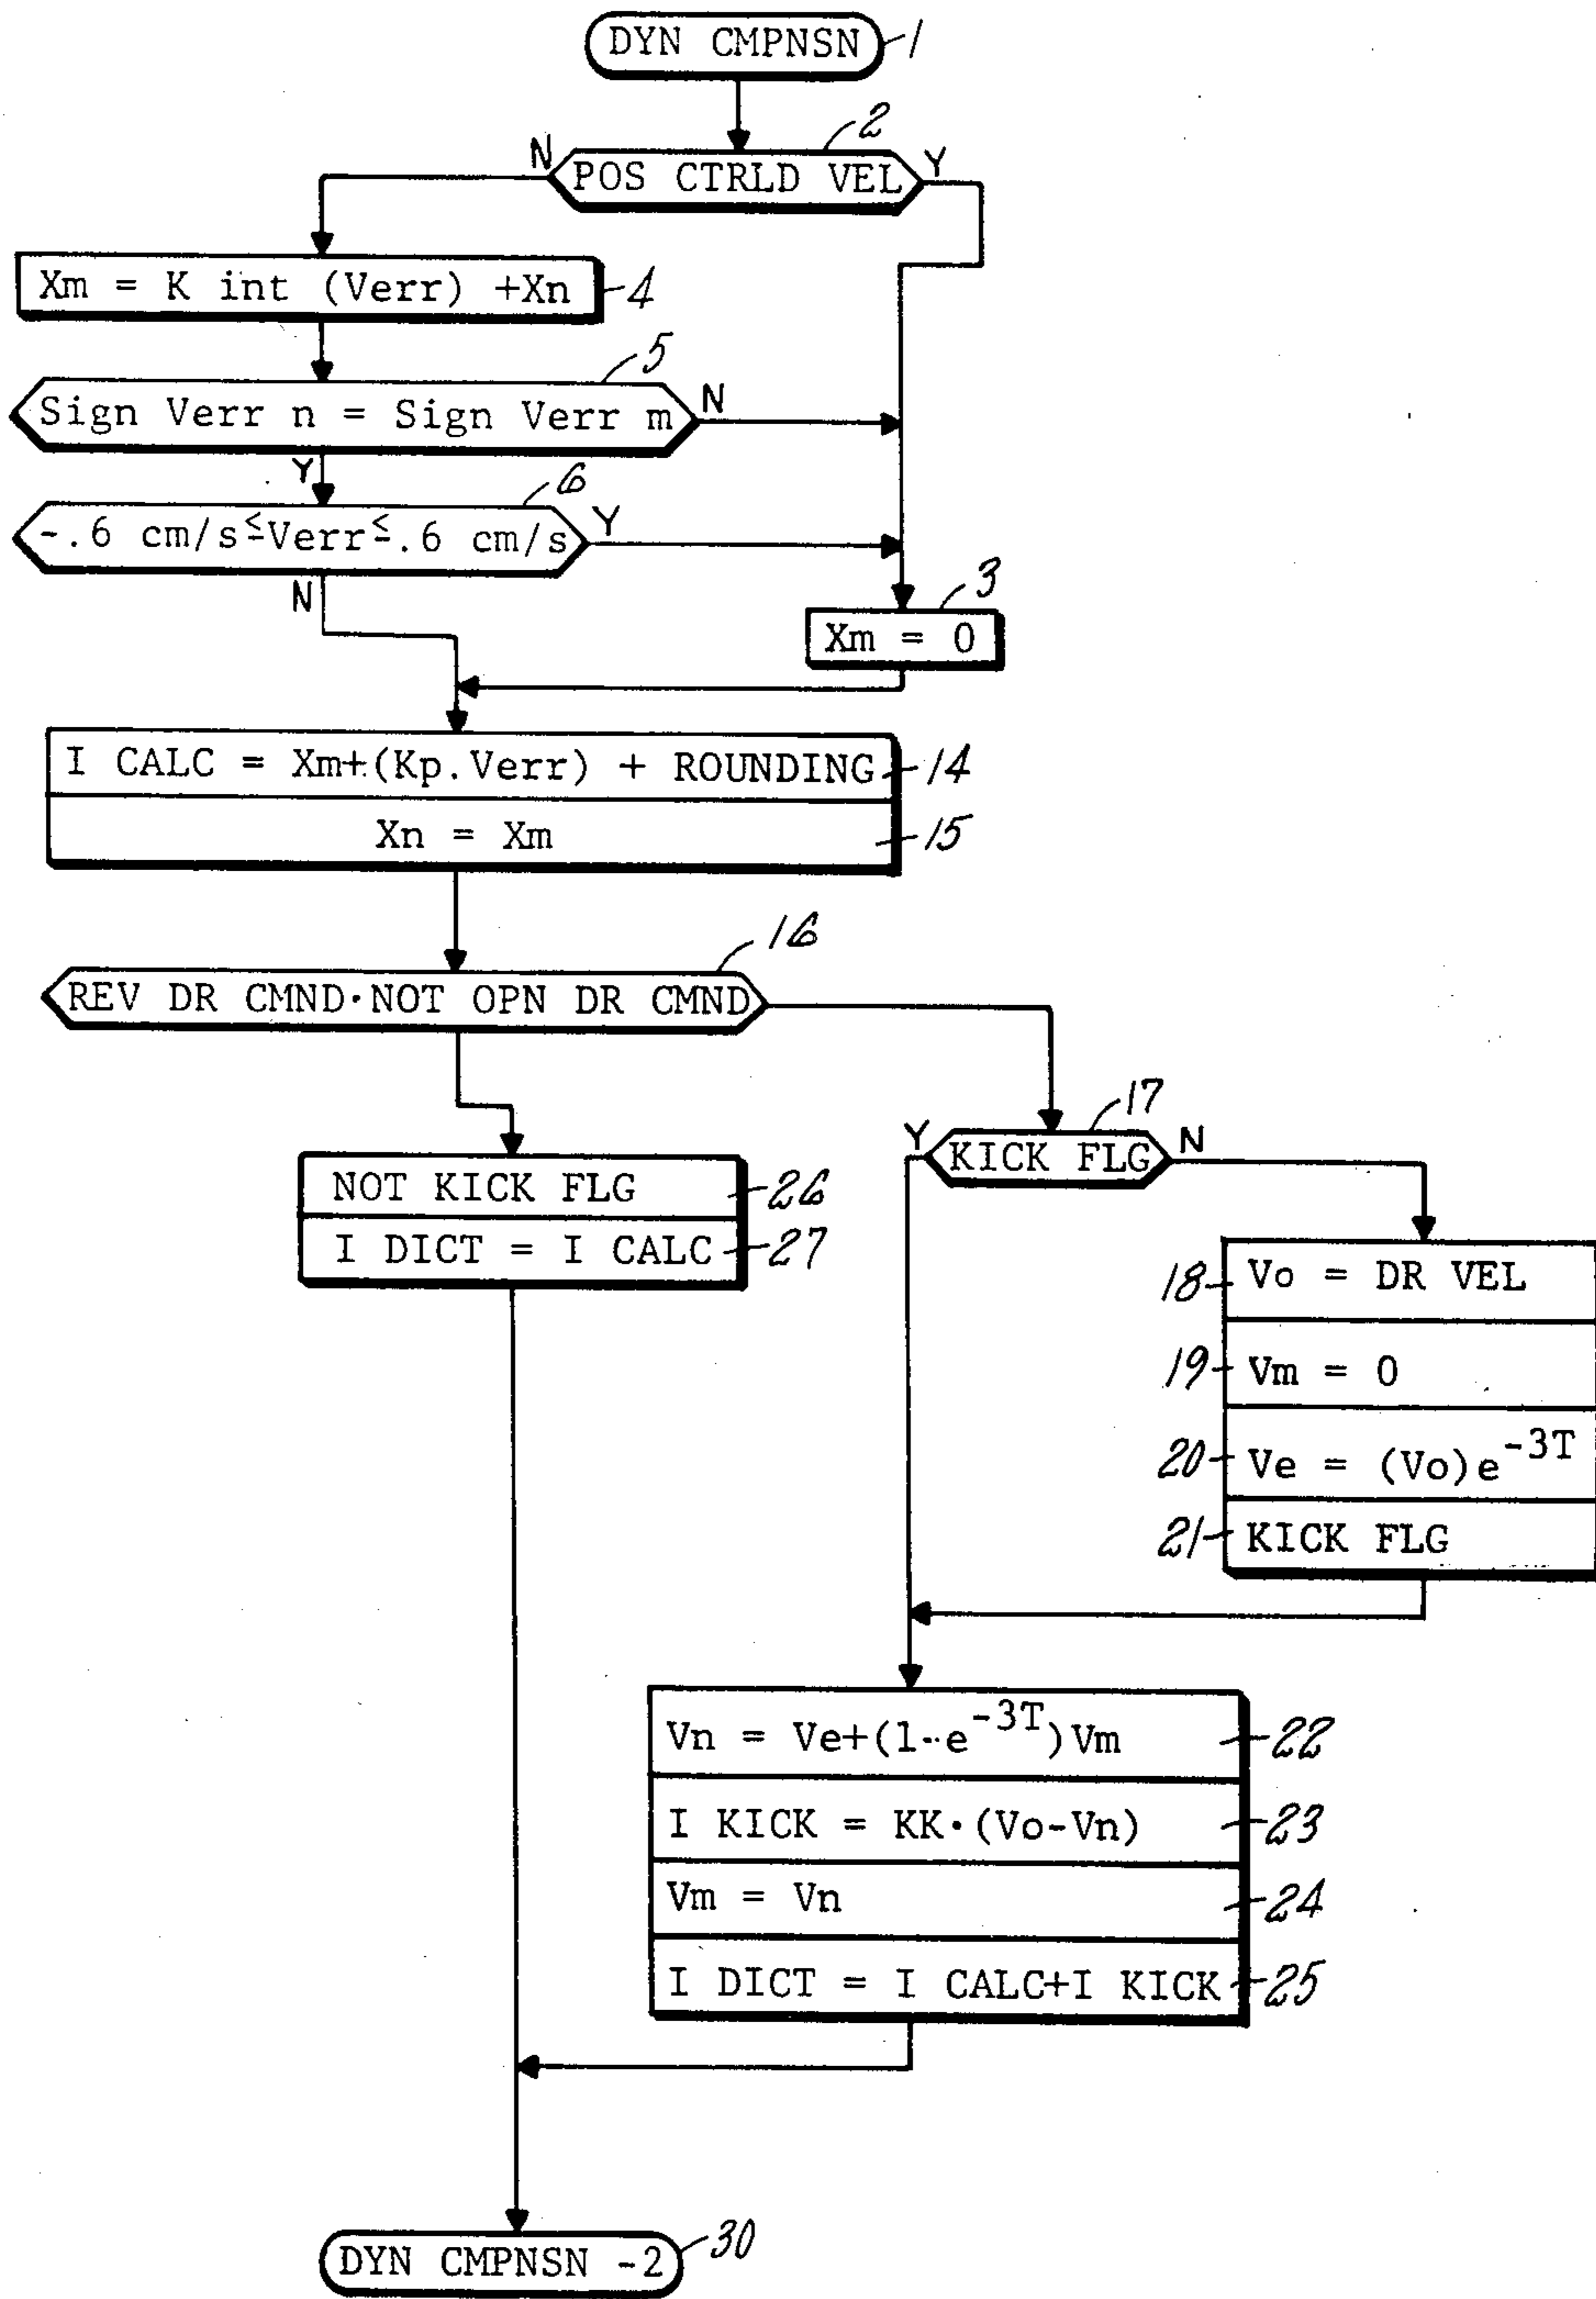 DYN CMPNSN 1
2
N POS CTRLD VEL Y
Xm = K int (Verr) +Xn 4
5
Sign Verr n = Sign Verr m N
Y
6
-.6 cm/s≤Verr≤.6 cm/s Y
N
3
Xm = 0
I CALC = Xm+(Kp.Verr) + ROUNDING 14
Xn = Xm 15
16
REV DR CMND·NOT OPN DR CMND
17
Y KICK FLG N
NOT KICK FLG 26
I DICT = I CALC 27
18 Vo = DR VEL
19 Vm = 0
20 Ve = (Vo)e^-3T
21 KICK FLG
Vn = Ve+(1-e^-3T)Vm 22
I KICK = KK·(Vo-Vn) 23
Vm = Vn 24
I DICT = I CALC+I KICK 25
DYN CMPNSN -2 30